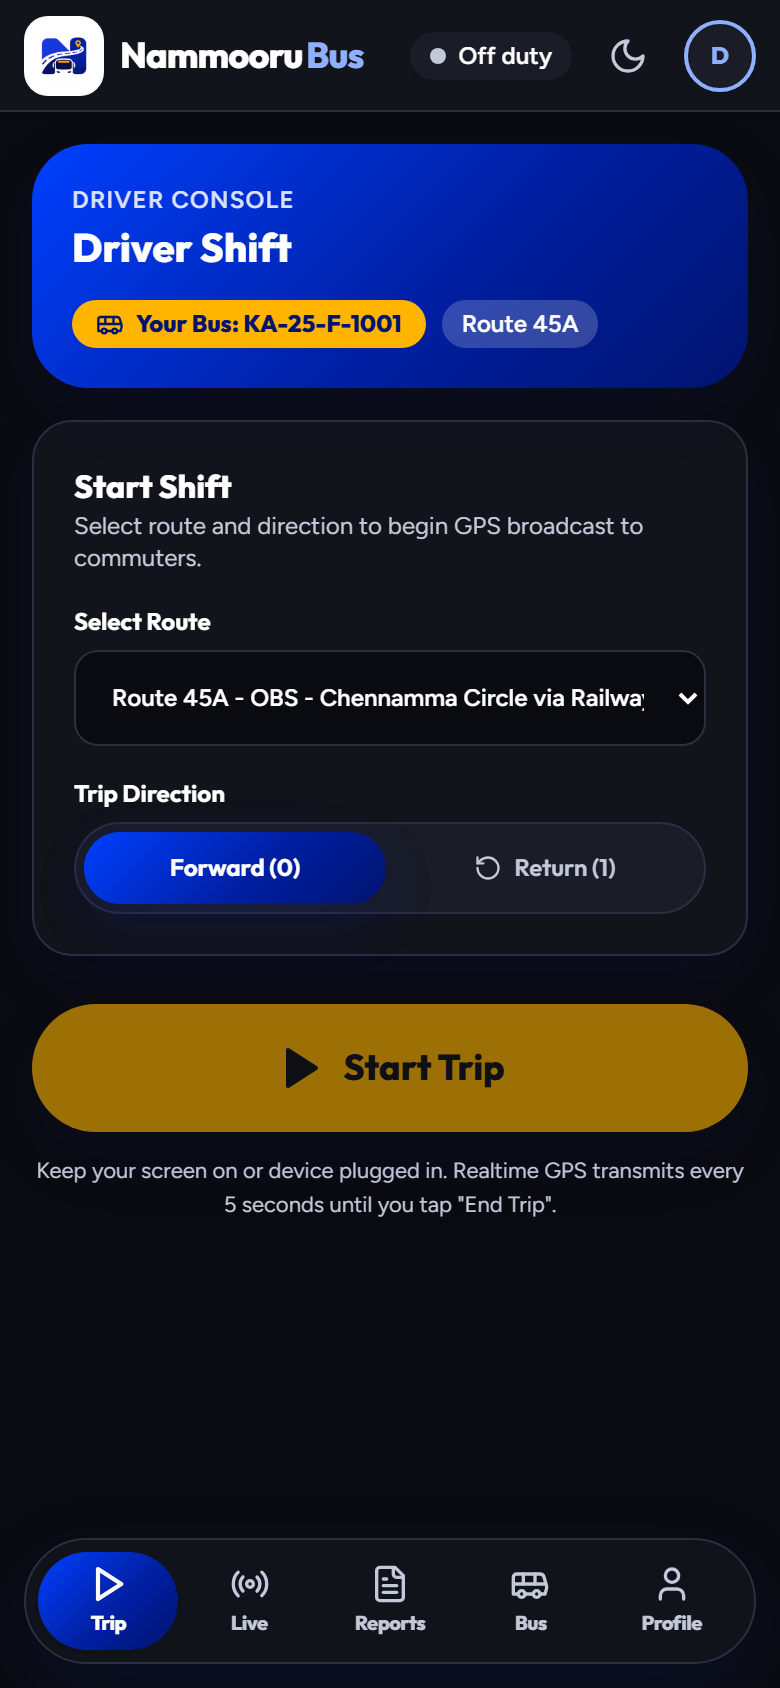 Nammooru Bus
Off duty
D
DRIVER CONSOLE
Driver Shift
Your Bus: KA-25-F-1001
Route 45A
Start Shift
Select route and direction to begin GPS broadcast to
commuters.
Select Route
Route 45A - OBS - Chennamma Circle via Railway
Trip Direction
Forward (0)
Return (1)
Start Trip
Keep your screen on or device plugged in. Realtime GPS transmits every
5 seconds until you tap "End Trip".
Trip
Live
Reports
Bus
Profile